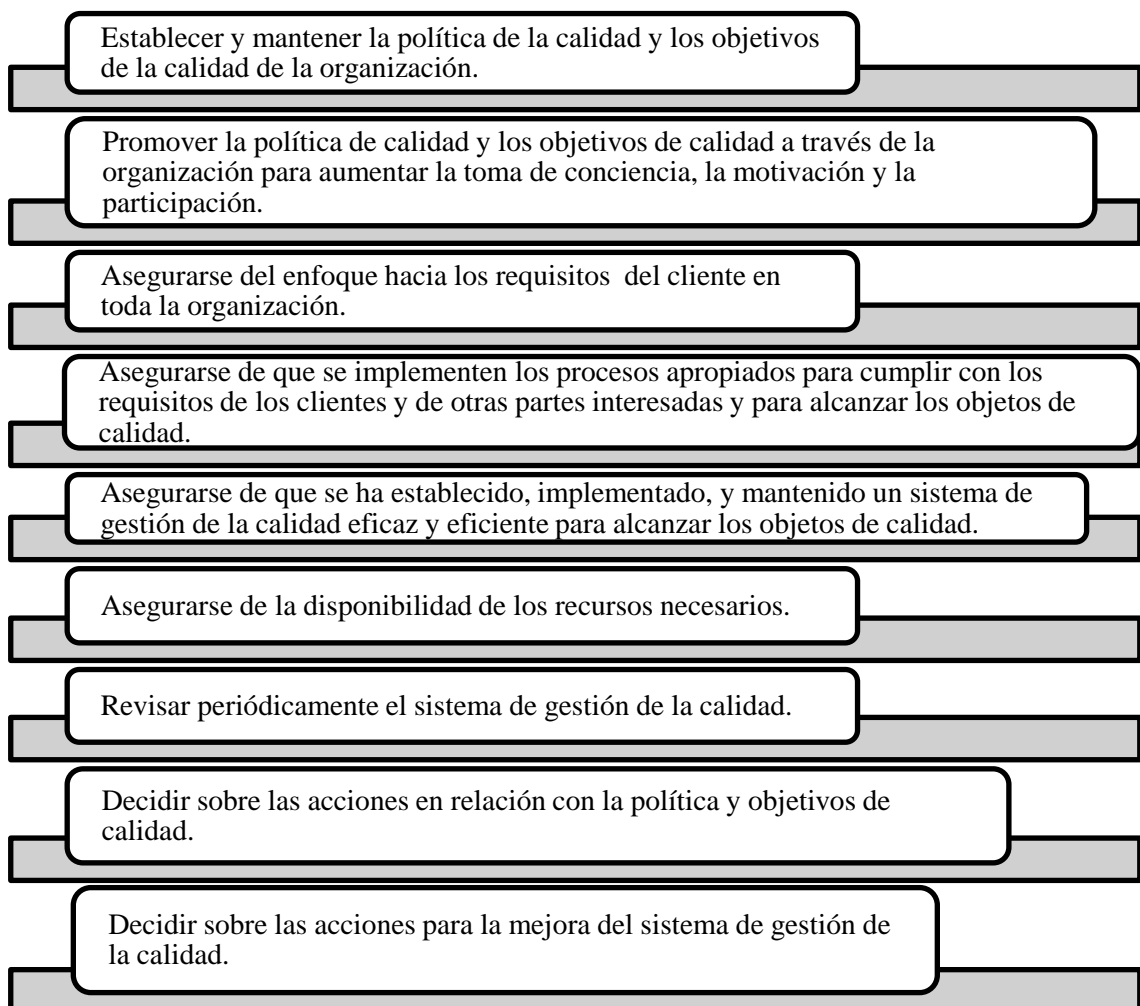 Establecer y mantener la política de la calidad y los objetivos
de la calidad de la organización.
Promover la política de calidad y los objetivos de calidad a través de la
organización para aumentar la toma de conciencia, la motivación y la
participación.
Asegurarse del enfoque hacia los requisitos  del cliente en
toda la organización.
Asegurarse de que se implementen los procesos apropiados para cumplir con los
requisitos de los clientes y de otras partes interesadas y para alcanzar los objetos de
calidad.
Asegurarse de que se ha establecido, implementado, y mantenido un sistema de
gestión de la calidad eficaz y eficiente para alcanzar los objetos de calidad.
Asegurarse de la disponibilidad de los recursos necesarios.
Revisar periódicamente el sistema de gestión de la calidad.
Decidir sobre las acciones en relación con la política y objetivos de
calidad.
Decidir sobre las acciones para la mejora del sistema de gestión de
la calidad.